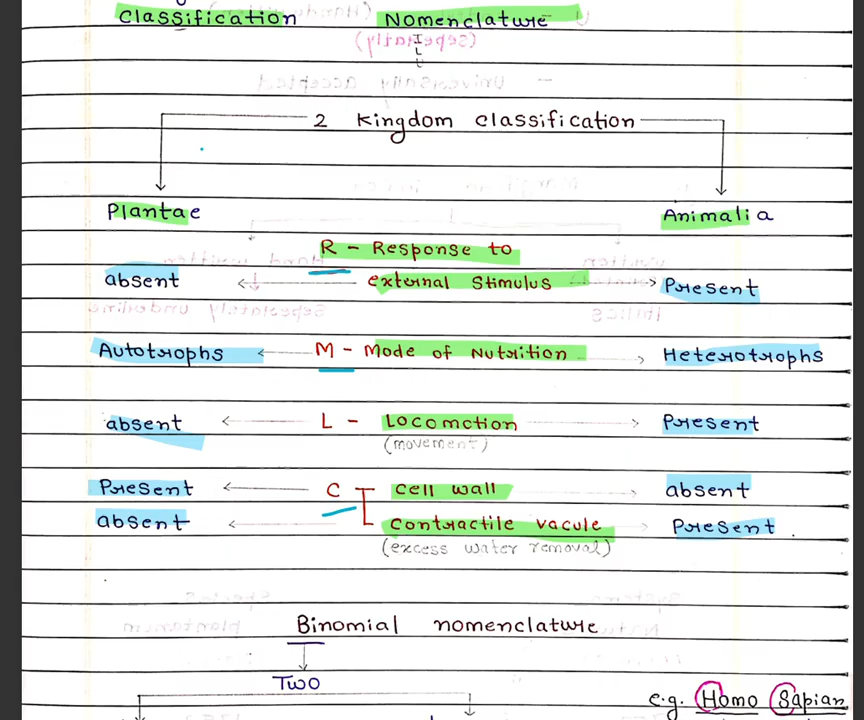 Classification Nomenclature
2 Kingdom classification
Plantae Animalia
R - Response to
absent external Stimulus Present
Autotrophs M - Mode of Nutrition Heterotrophs
absent L - Locomotion Present
(movement)
Present C cell wall absent
absent contractile vacule Present .
(excess water removal)
Binomial nomenclature
Two
e.g. Homo Sapian